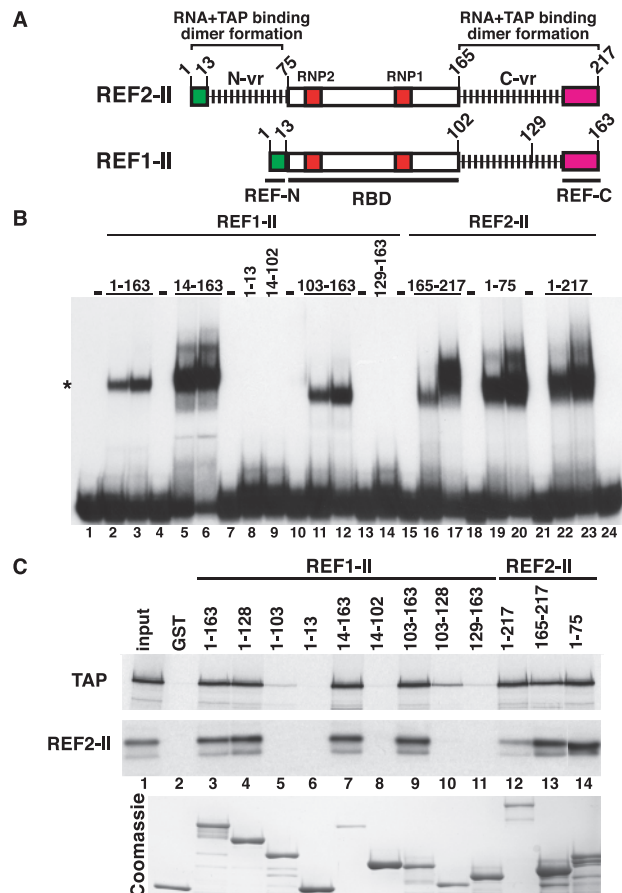 A
RNA+TAP binding
dimer formation
RNA+TAP binding
dimer formation
1 13 N-vr 75 RNP2 RNP1 165 C-vr 217
REF2-II
1 13 102 129 163
REF1-II
REF-N RBD REF-C
B
REF1-II REF2-II
- 1-163 - 14-163 - 1-13 14-102 - 103-163 - 129-163 - 165-217 - 1-75 - 1-217 -
*
1 2 3 4 5 6 7 8 9 10 11 12 13 14 15 16 17 18 19 20 21 22 23 24
C
REF1-II REF2-II
input GST 1-163 1-128 1-103 1-13 14-163 14-102 103-163 103-128 129-163 1-217 165-217 1-75
TAP
REF2-II
1 2 3 4 5 6 7 8 9 10 11 12 13 14
Coomassie